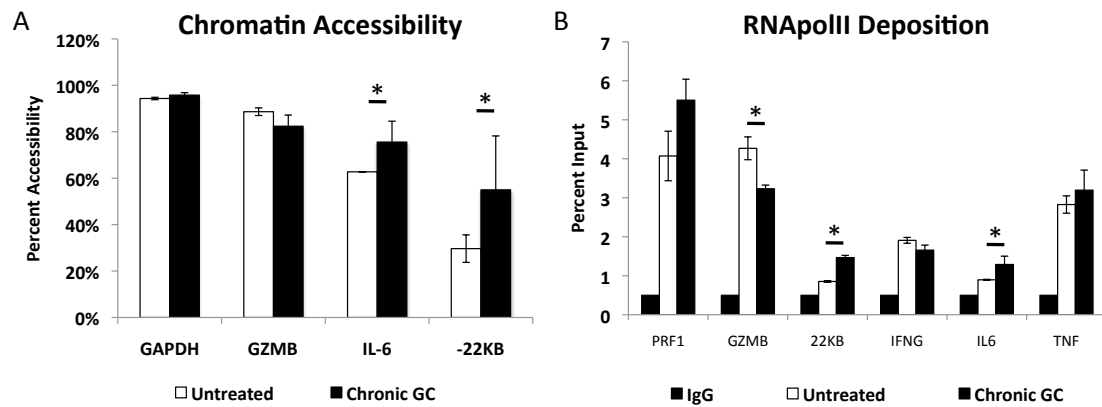 A
Chromatin Accessibility
Percent Accessibility
120%
100%
80%
60%
40%
20%
0%
*
*
GAPDH GZMB IL-6 -22KB
Untreated Chronic GC
B
RNApolII Deposition
Percent Input
7
6
5
4
3
2
1
0
*
*
*
PRF1 GZMB 22KB IFNG IL6 TNF
IgG Untreated Chronic GC